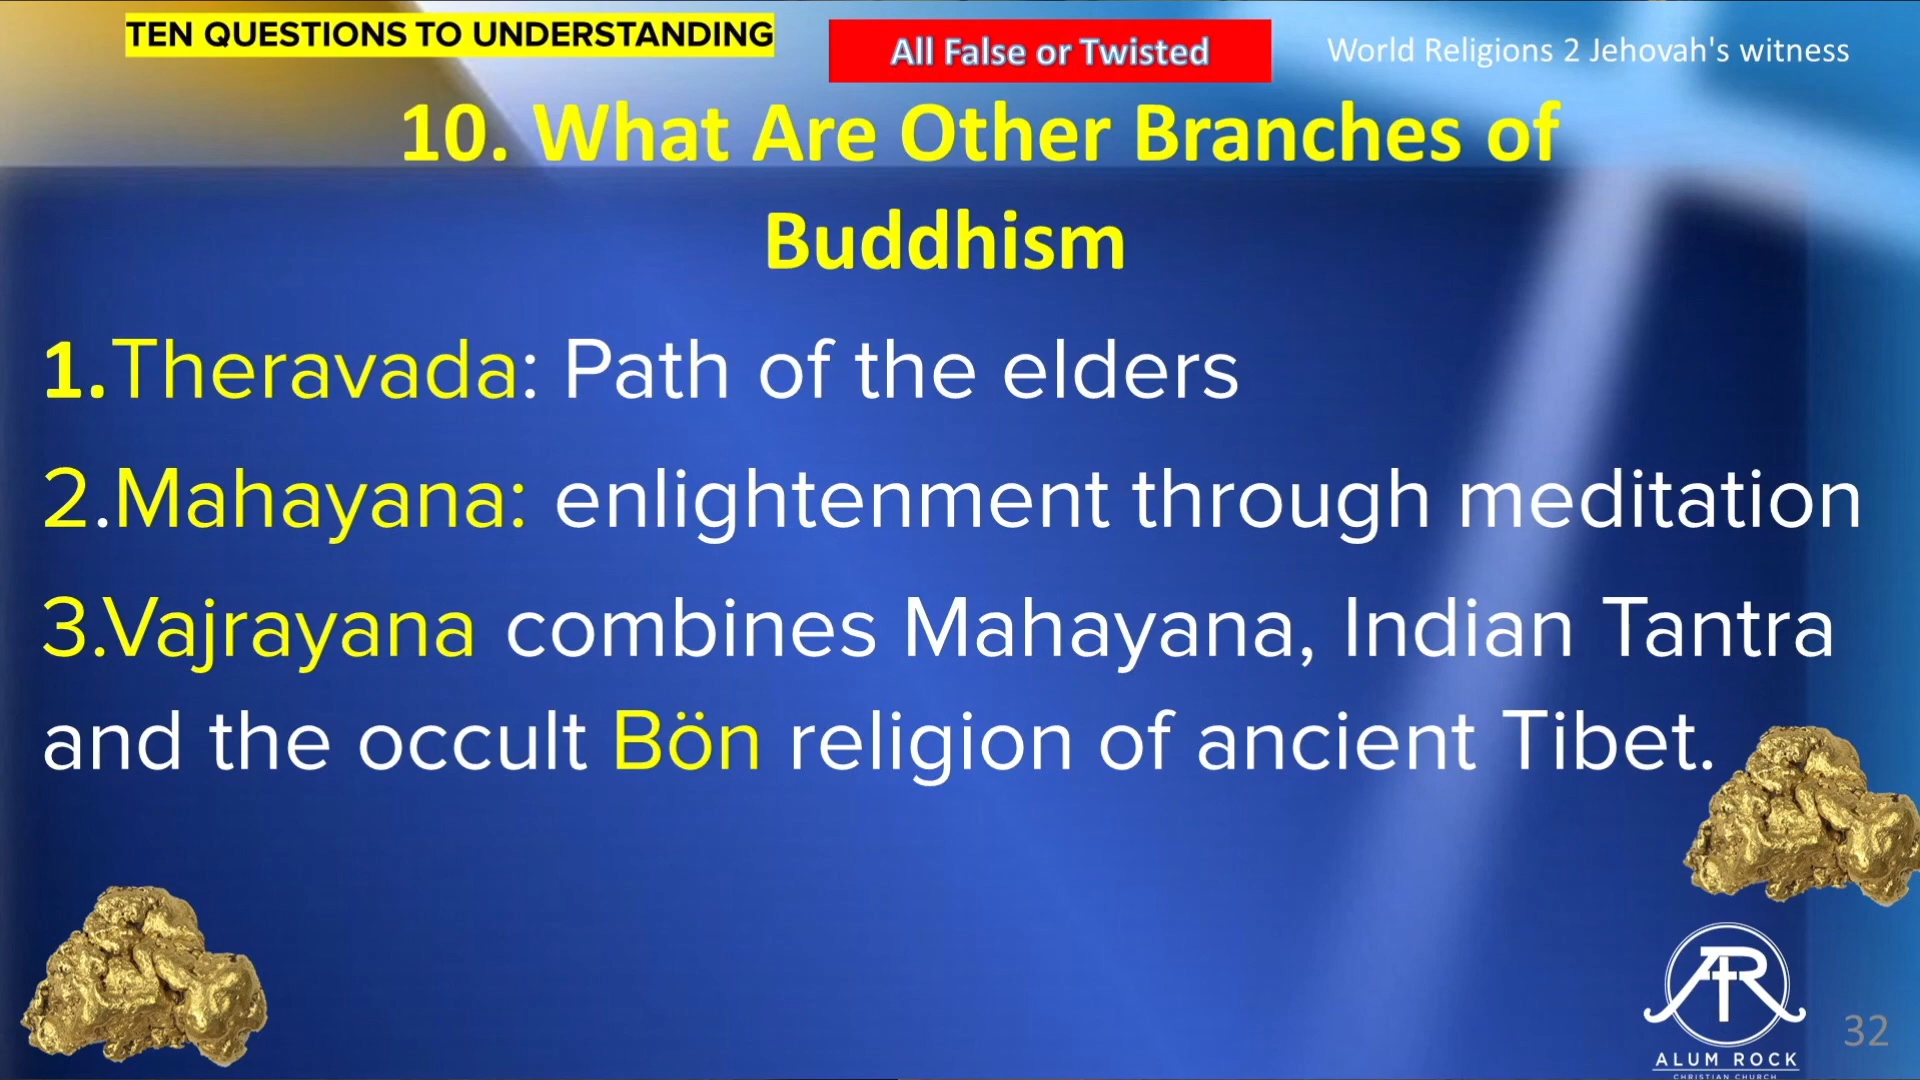 TEN QUESTIONS TO UNDERSTANDING
All False or Twisted
World Religions 2 Jehovah's witness
10. What Are Other Branches of
Buddhism
1.Theravada: Path of the elders
2.Mahayana: enlightenment through meditation
3.Vajrayana combines Mahayana, Indian Tantra
and the occult Bön religion of ancient Tibet.
ALUM ROCK
CHRISTIAN CHURCH
32